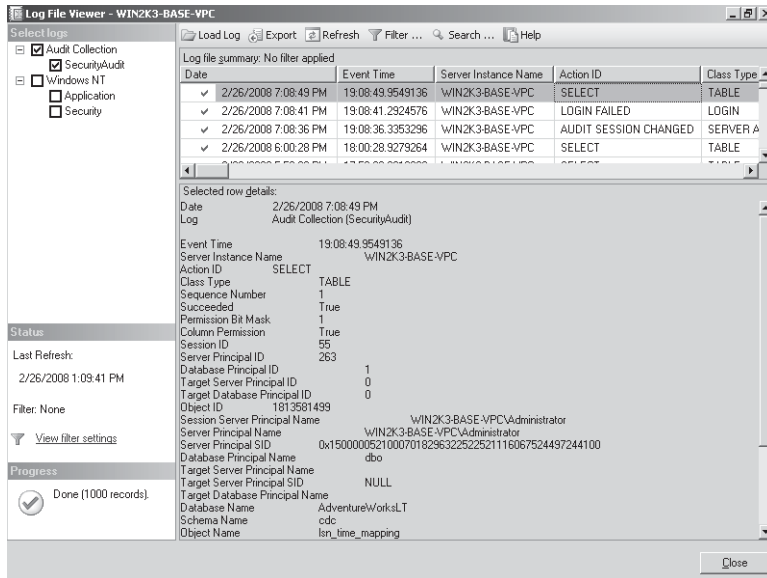 Log File Viewer - WIN2K3-BASE-VPC
Select logs
Audit Collection
SecurityAudit
Windows NT
Application
Security
Load Log Export Refresh Filter ... Search ... Help
Log file summary: No filter applied
Date Event Time Server Instance Name Action ID Class Type
2/26/2008 7:08:49 PM 19:08:49.9549136 WIN2K3-BASE-VPC SELECT TABLE
2/26/2008 7:08:41 PM 19:08:41.2924576 WIN2K3-BASE-VPC LOGIN FAILED LOGIN
2/26/2008 7:08:36 PM 19:08:36.3353296 WIN2K3-BASE-VPC AUDIT SESSION CHANGED SERVER A
2/26/2008 6:00:28 PM 18:00:28.9279264 WIN2K3-BASE-VPC SELECT TABLE
Selected row details:
Date 2/26/2008 7:08:49 PM
Log Audit Collection (SecurityAudit)
Event Time 19:08:49.9549136
Server Instance Name WIN2K3-BASE-VPC
Action ID SELECT
Class Type TABLE
Sequence Number 1
Succeeded True
Permission Bit Mask 1
Column Permission True
Session ID 55
Server Principal ID 263
Database Principal ID 1
Target Server Principal ID 0
Target Database Principal ID 0
Object ID 1813581499
Session Server Principal Name WIN2K3-BASE-VPC\Administrator
Server Principal Name WIN2K3-BASE-VPC\Administrator
Server Principal SID 0x15000005210007018296322522521116067524497244100
Database Principal Name dbo
Target Server Principal Name
Target Server Principal SID NULL
Target Database Principal Name
Database Name AdventureWorksLT
Schema Name cdc
Object Name lsn_time_mapping
Status
Last Refresh:
2/26/2008 1:09:41 PM
Filter: None
View filter settings
Progress
Done (1000 records).
Close